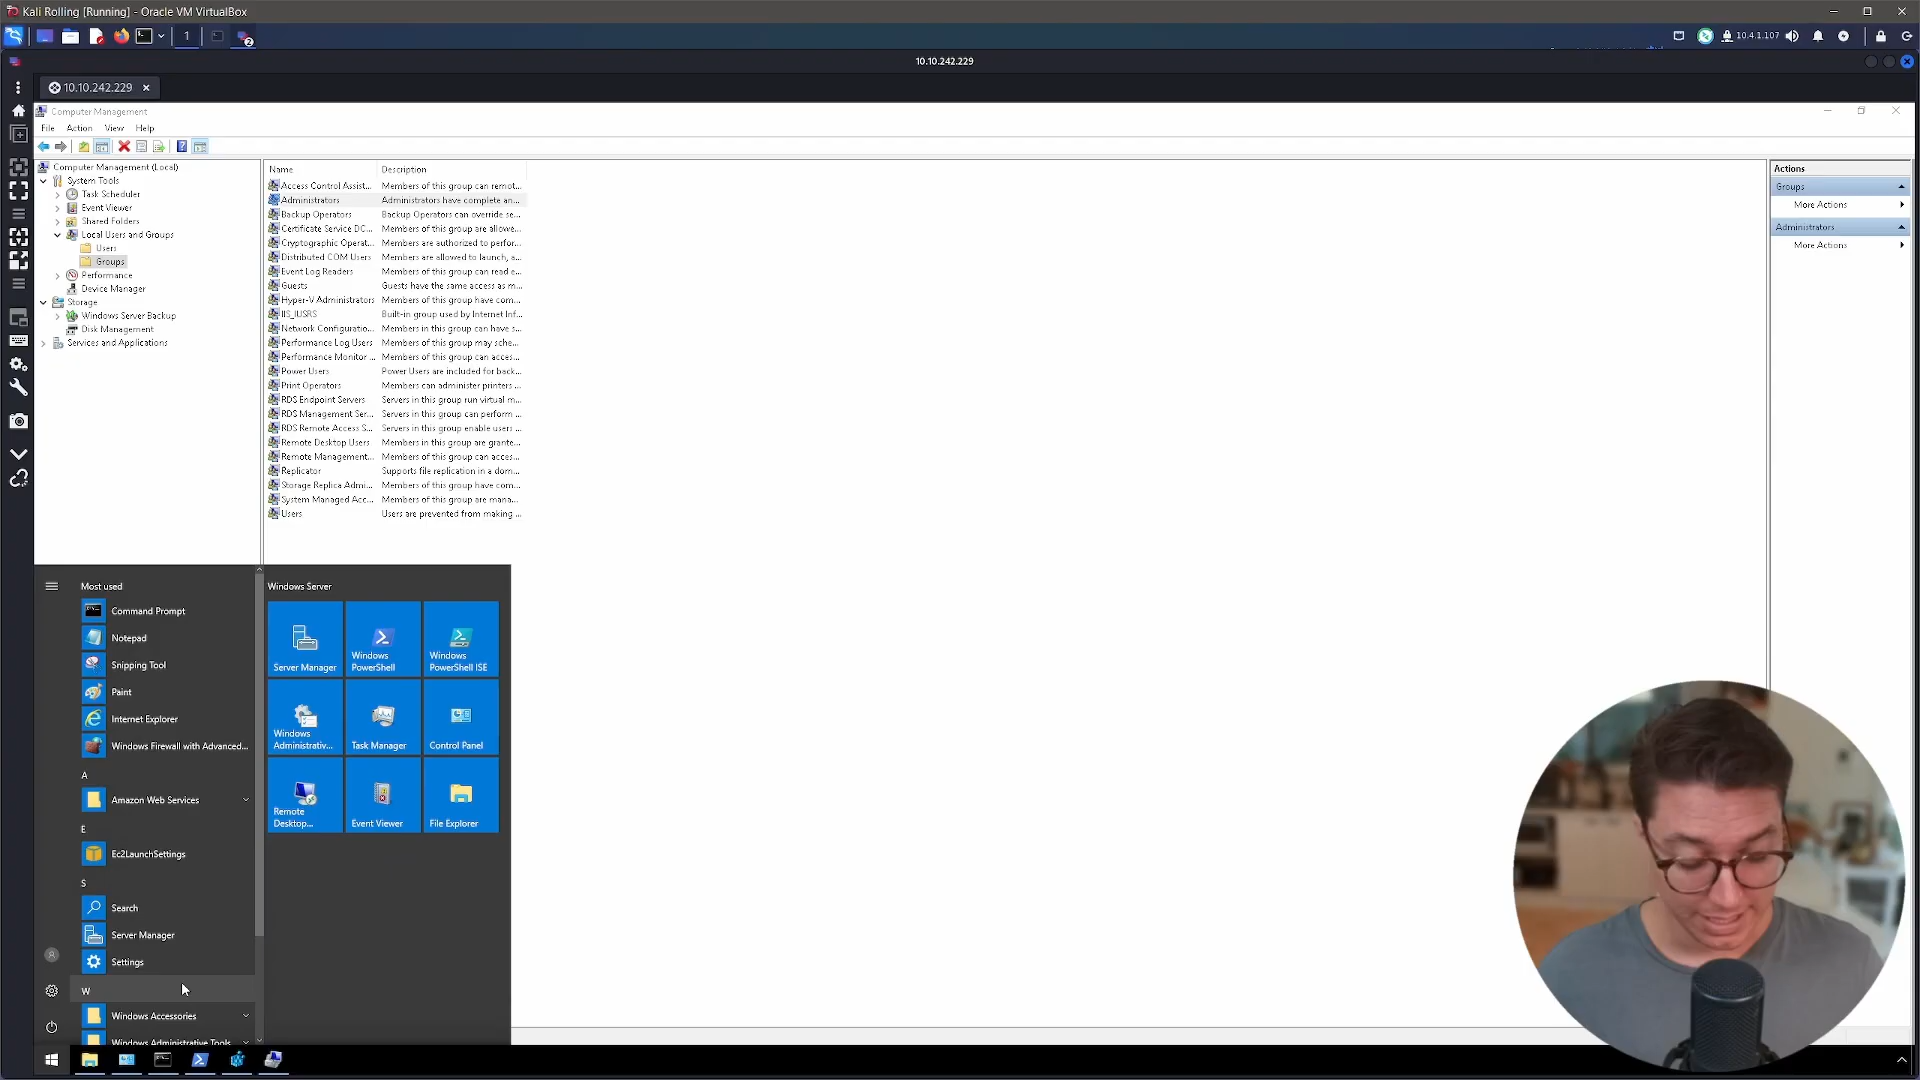 Kali Rolling [Running] - Oracle VM VirtualBox
1
2
10.4.1.107
10.10.242.229
10.10.242.229
Computer Management
File Action View Help
Computer Management (Local)
System Tools
Task Scheduler
Event Viewer
Shared Folders
Local Users and Groups
Users
Groups
Performance
Device Manager
Storage
Windows Server Backup
Disk Management
Services and Applications
Name Description
Access Control Assist... Members of this group can remot...
Administrators Administrators have complete an...
Backup Operators Backup Operators can override se...
Certificate Service DC... Members of this group are allowe...
Cryptographic Operat... Members are authorized to perfor...
Distributed COM Users Members are allowed to launch, a...
Event Log Readers Members of this group can read e...
Guests Guests have the same access as m...
Hyper-V Administrators Members of this group have com...
IIS_IUSRS Built-in group used by Internet Inf...
Network Configuratio... Members in this group can have s...
Performance Log Users Members of this group may sche...
Performance Monitor ... Members of this group can acces...
Power Users Power Users are included for back...
Print Operators Members can administer printers ...
RDS Endpoint Servers Servers in this group run virtual m...
RDS Management Ser... Servers in this group can perform ...
RDS Remote Access S... Servers in this group enable users ...
Remote Desktop Users Members in this group are grante...
Remote Management... Members of this group can acces...
Replicator Supports file replication in a dom...
Storage Replica Admi... Members of this group have com...
System Managed Acc... Members of this group are mana...
Users Users are prevented from making ...
Actions
Groups
More Actions
Administrators
More Actions
Most used
Command Prompt
Notepad
Snipping Tool
Paint
Internet Explorer
Windows Firewall with Advanced...
A
Amazon Web Services
E
Ec2LaunchSettings
S
Search
Server Manager
Settings
W
Windows Accessories
Windows Administrative Tools
Windows Server
Server Manager
Windows PowerShell
Windows PowerShell ISE
Windows Administrativ...
Task Manager
Control Panel
Remote Desktop...
Event Viewer
File Explorer